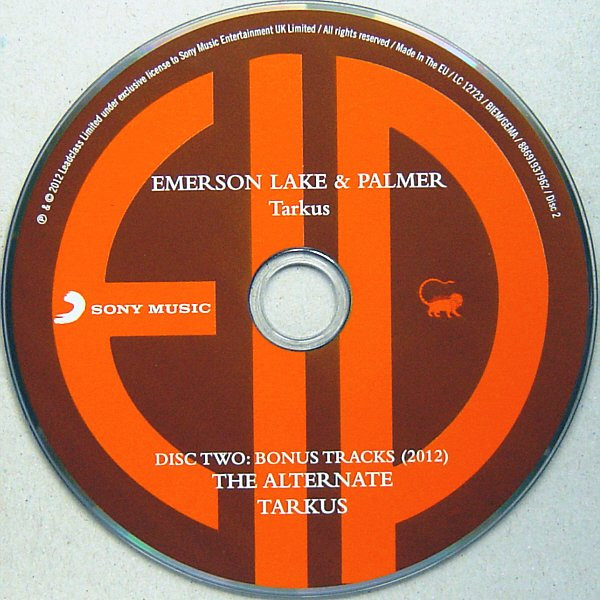 ℗ & © 2012 Leadclass Limited under exclusive license to Sony Music Entertainment UK Limited / All rights reserved / Made In The EU / LC 12723 / BIEM/GEMA / 88691937962 / Disc 2
EMERSON LAKE & PALMER
Tarkus
SONY MUSIC
DISC TWO: BONUS TRACKS (2012)
THE ALTERNATE
TARKUS
ELP